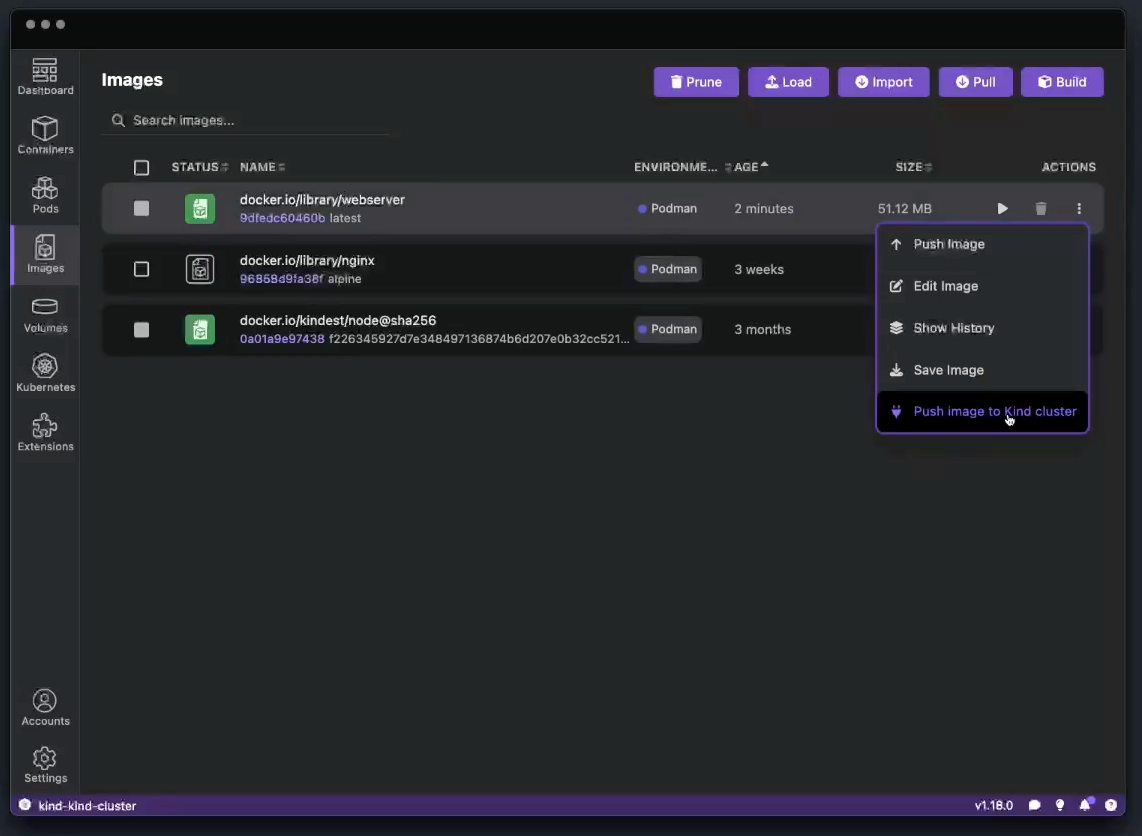 Dashboard
Containers
Pods
Images
Volumes
Kubernetes
Extensions
Accounts
Settings
Images
Prune
Load
Import
Pull
Build
Search images...
STATUS NAME ENVIRONME... AGE SIZE ACTIONS
docker.io/library/webserver
9dfedc60460b latest
Podman
2 minutes
51.12 MB
docker.io/library/nginx
96858d9fa38f alpine
Podman
3 weeks
docker.io/kindest/node@sha256
0a01a9e97438 f226345927d7e348497136874b6d207e0b32cc521...
Podman
3 months
Push Image
Edit Image
Show History
Save Image
Push image to Kind cluster
kind-kind-cluster
v1.18.0